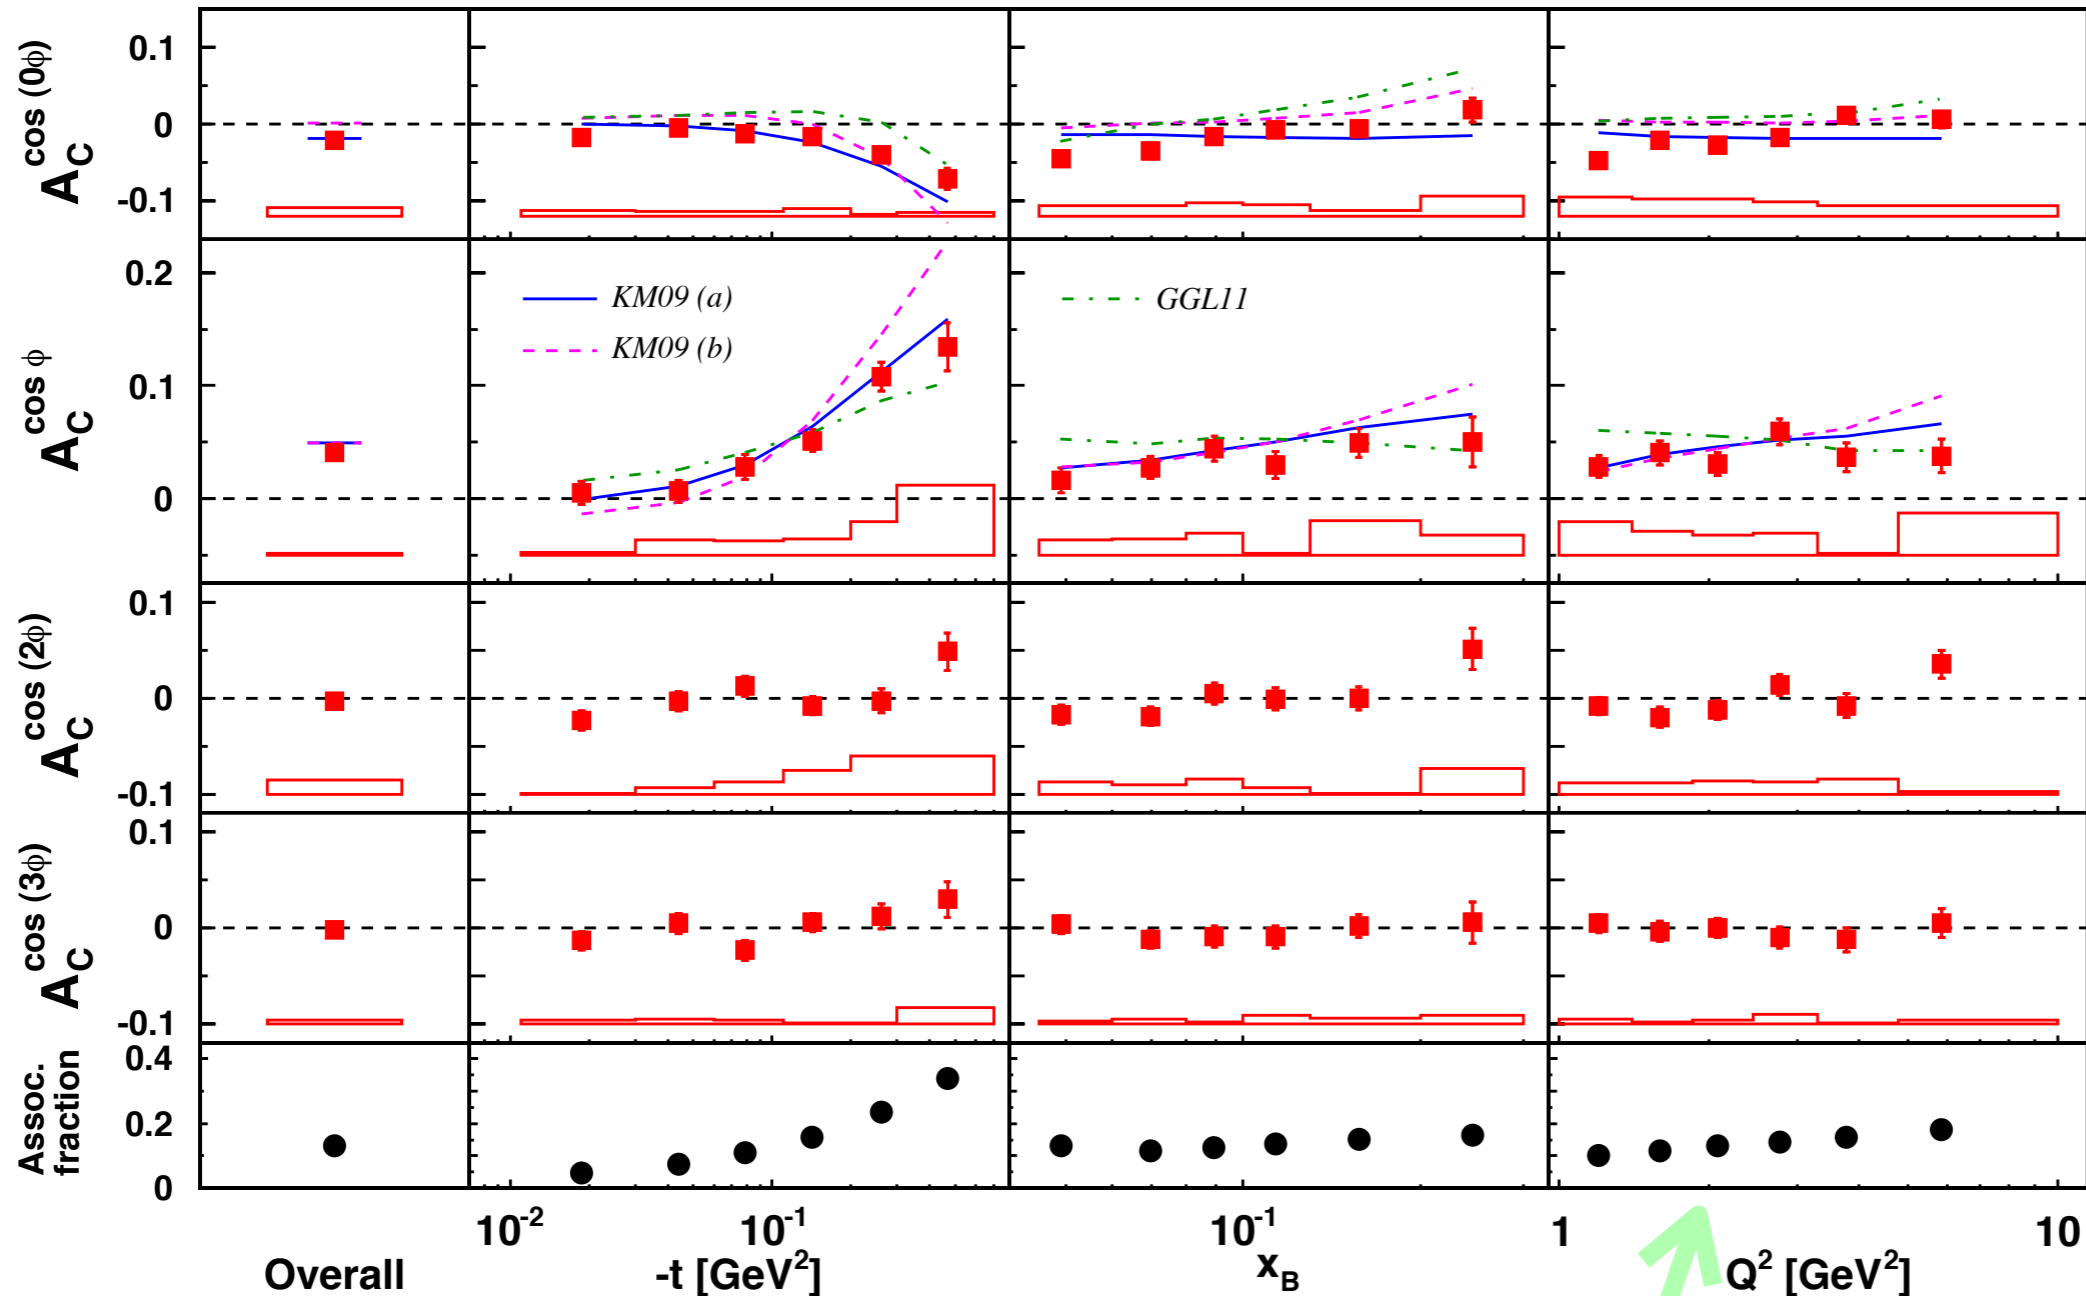 A_C^cos (0ϕ)
0.1
0
-0.1
A_C^cos ϕ
0.2
0.1
0
KM09 (a)
KM09 (b)
GGL11
A_C^cos (2ϕ)
0.1
0
-0.1
A_C^cos (3ϕ)
0.1
0
-0.1
Assoc.
fraction
0.4
0.2
0
10^-2 10^-1 10^-1 1 10
Overall -t [GeV^2] x_B Q^2 [GeV^2]